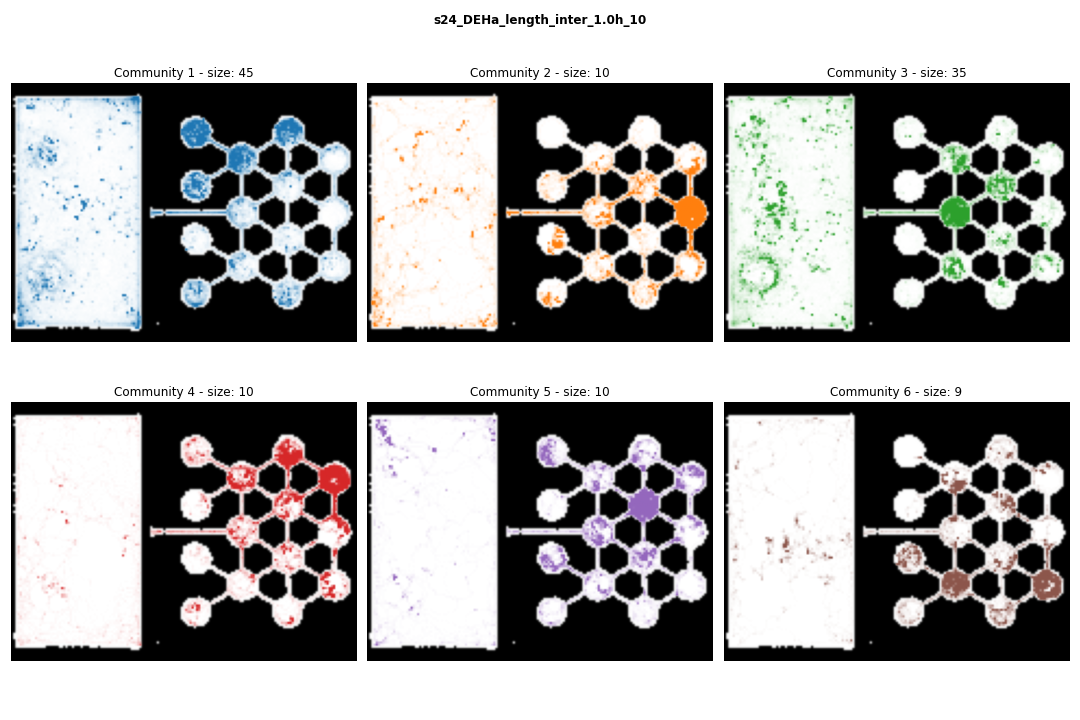 s24_DEHa_length_inter_1.0h_10
Community 1 - size: 45
Community 2 - size: 10
Community 3 - size: 35
Community 4 - size: 10
Community 5 - size: 10
Community 6 - size: 9